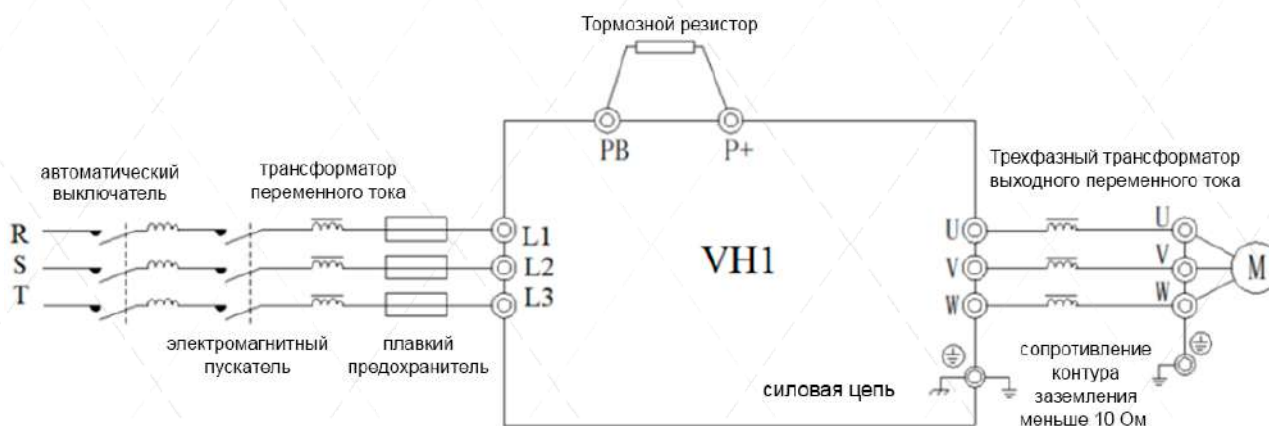 Тормозной резистор
PB
P+
автоматический
выключатель
трансформатор
переменного тока
Трехфазный трансформатор
выходного переменного тока
R
S
T
L1
L2
L3
VH1
U
V
W
U
V
W
M
электромагнитный
пускатель
плавкий
предохранитель
силовая цепь
сопротивление
контура
заземления
меньше 10 Ом